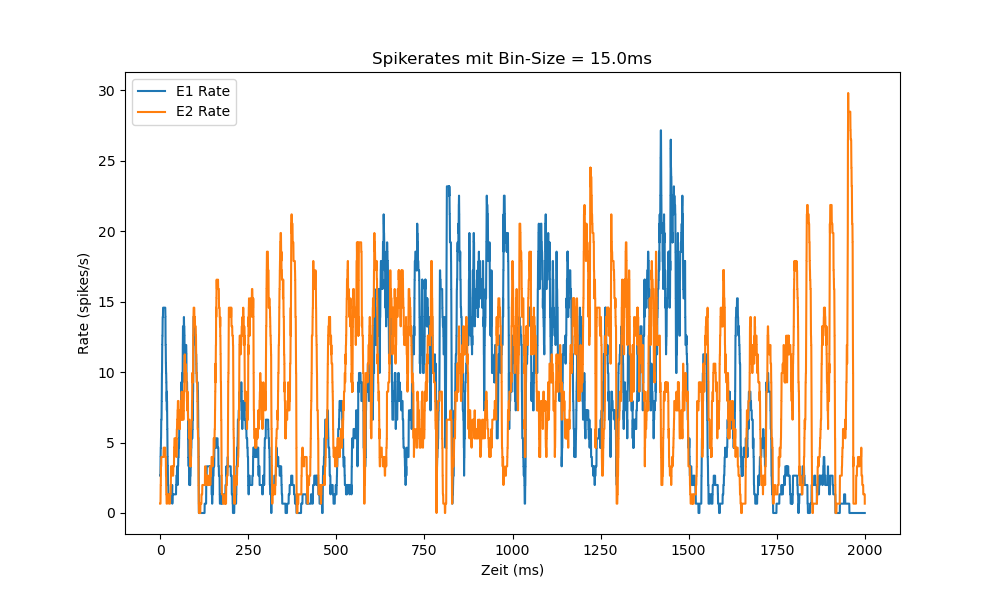 Spikerates mit Bin-Size = 15.0ms
E1 Rate
E2 Rate
Rate (spikes/s)
30
25
20
15
10
5
0
0 250 500 750 1000 1250 1500 1750 2000
Zeit (ms)